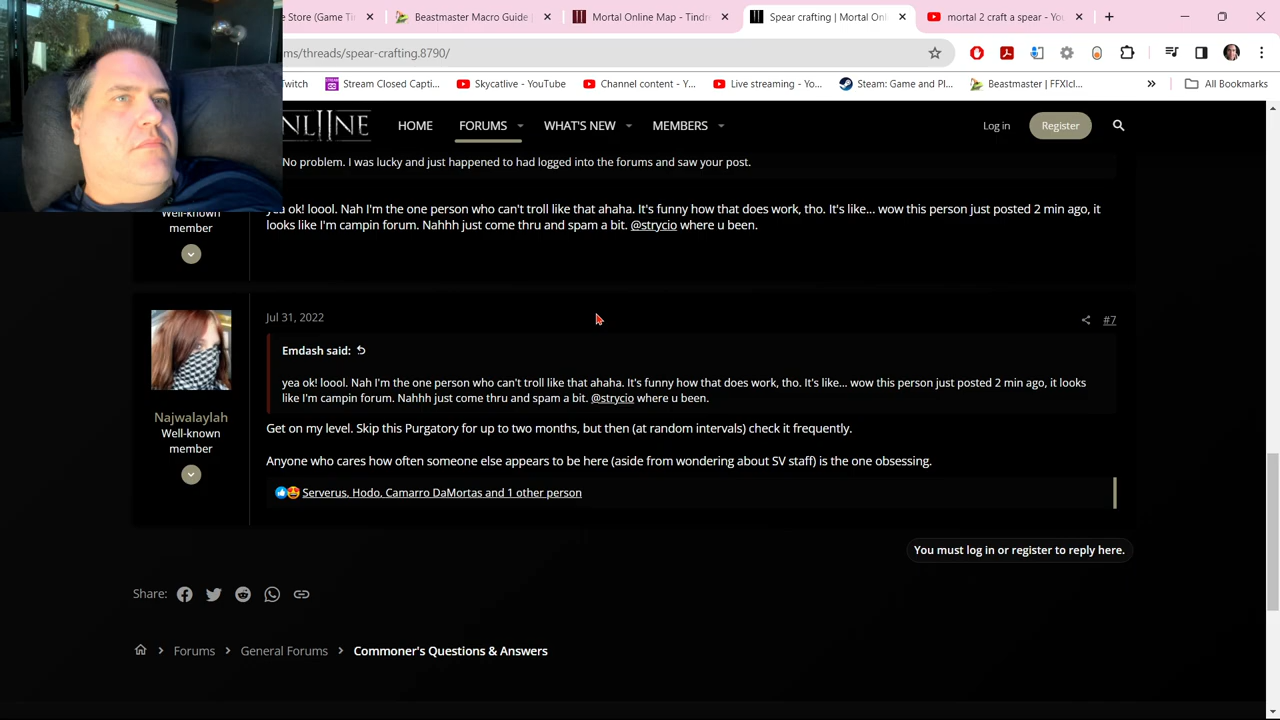 e Store (Game Ti
Beastmaster Macro Guide
Mortal Online Map - Tindr
Spear crafting | Mortal Onl
mortal 2 craft a spear - Yo
ms/threads/spear-crafting.8790/
Twitch
Stream Closed Capti...
Skycatlive - YouTube
Channel content - Y...
Live streaming - Yo...
Steam: Game and Pl...
Beastmaster | FFXIcl...
All Bookmarks
HOME
FORUMS
WHAT'S NEW
MEMBERS
Log in
Register
No problem. I was lucky and just happened to had logged into the forums and saw your post.
Well-known
member
yea ok! loool. Nah I'm the one person who can't troll like that ahaha. It's funny how that does work, tho. It's like... wow this person just posted 2 min ago, it
looks like I'm campin forum. Nahhh just come thru and spam a bit. @strycio where u been.
Jul 31, 2022
#7
Emdash said:
yea ok! loool. Nah I'm the one person who can't troll like that ahaha. It's funny how that does work, tho. It's like... wow this person just posted 2 min ago, it looks
like I'm campin forum. Nahhh just come thru and spam a bit. @strycio where u been.
Najwalaylah
Well-known
member
Get on my level. Skip this Purgatory for up to two months, but then (at random intervals) check it frequently.
Anyone who cares how often someone else appears to be here (aside from wondering about SV staff) is the one obsessing.
Serverus, Hodo, Camarro DaMortas and 1 other person
You must log in or register to reply here.
Share:
Forums
General Forums
Commoner's Questions & Answers